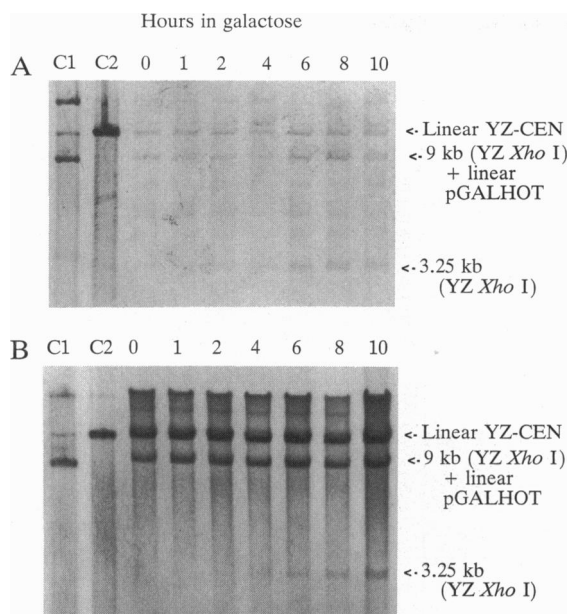 Hours in galactose
A C1 C2 0 1 2 4 6 8 10
<- Linear YZ-CEN
<- 9 kb (YZ Xho I)
+ linear
pGALHOT
<- 3.25 kb
(YZ Xho I)
B C1 C2 0 1 2 4 6 8 10
<- Linear YZ-CEN
<- 9 kb (YZ Xho I)
+ linear
pGALHOT
<- 3.25 kb
(YZ Xho I)